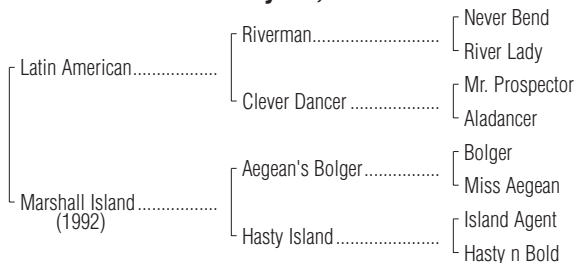 Never Bend
Riverman
River Lady
Latin American
Mr. Prospector
Clever Dancer
Aladancer
Bolger
Aegean's Bolger
Miss Aegean
Marshall Island
(1992)
Island Agent
Hasty Island
Hasty n Bold